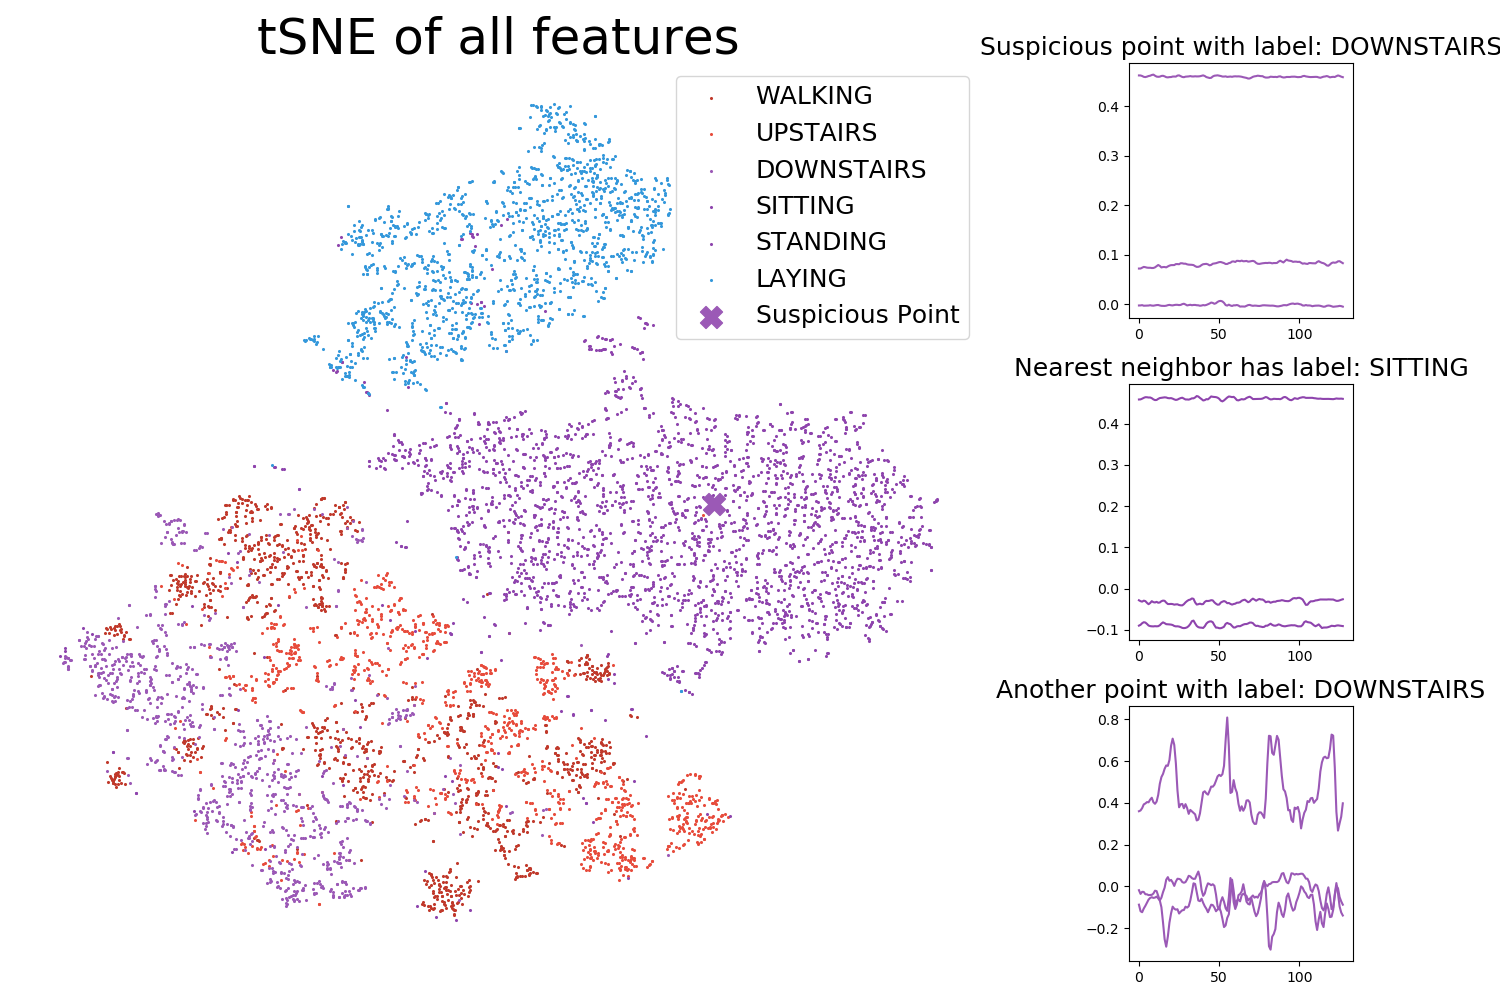 tSNE of all features
WALKING
UPSTAIRS
DOWNSTAIRS
SITTING
STANDING
LAYING
Suspicious Point
Suspicious point with label: DOWNSTAIRS
0.4
0.3
0.2
0.1
0.0
0 50 100
Nearest neighbor has label: SITTING
0.4
0.3
0.2
0.1
0.0
−0.1
0 50 100
Another point with label: DOWNSTAIRS
0.8
0.6
0.4
0.2
0.0
−0.2
0 50 100